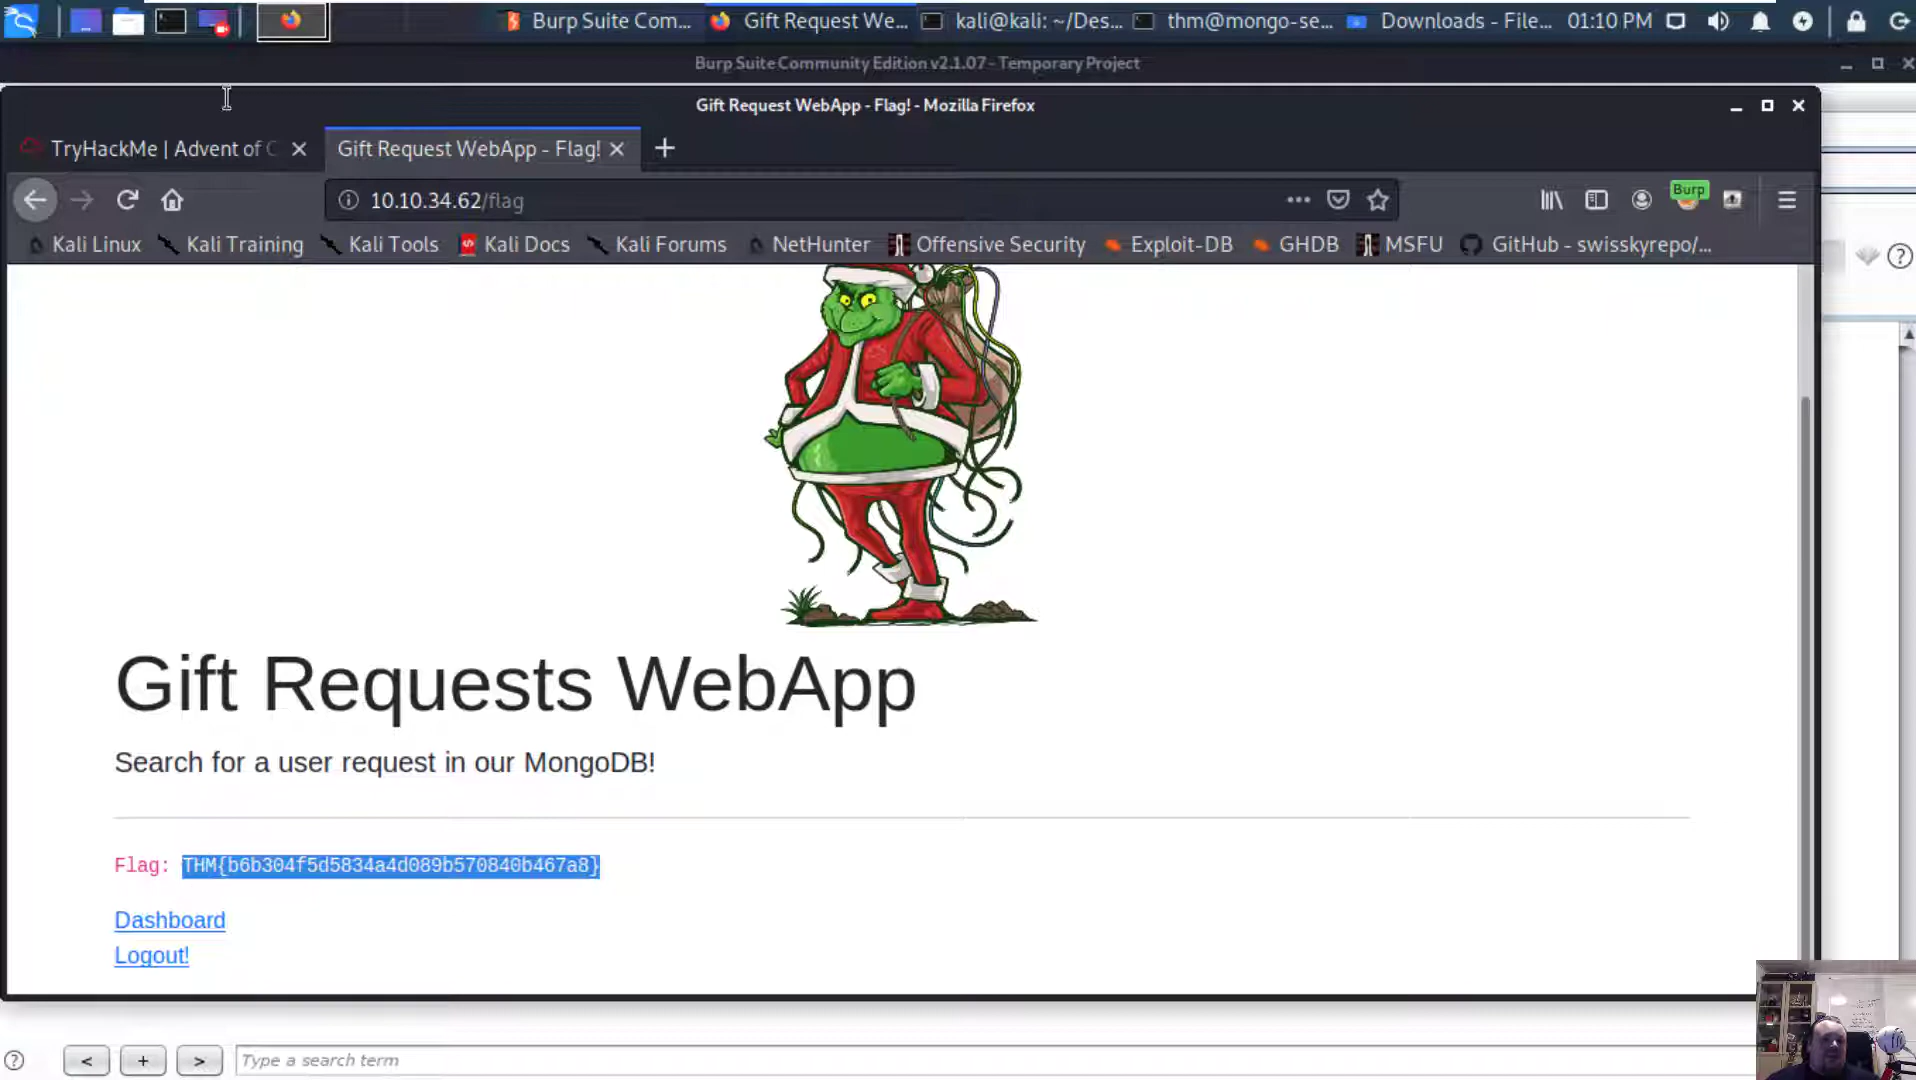 Burp Suite Com... Gift Request We... kali@kali: ~/Des... thm@mongo-se... Downloads - File... 01:10 PM
Burp Suite Community Edition v2.1.07 - Temporary Project
Gift Request WebApp - Flag! - Mozilla Firefox
TryHackMe | Advent of C Gift Request WebApp - Flag!
10.10.34.62/flag
Burp
Kali Linux Kali Training Kali Tools Kali Docs Kali Forums NetHunter Offensive Security Exploit-DB GHDB MSFU GitHub - swisskyrepo/...
Gift Requests WebApp
Search for a user request in our MongoDB!
Flag: THM{b6b304f5d5834a4d089b570840b467a8}
Dashboard
Logout!
< + > Type a search term